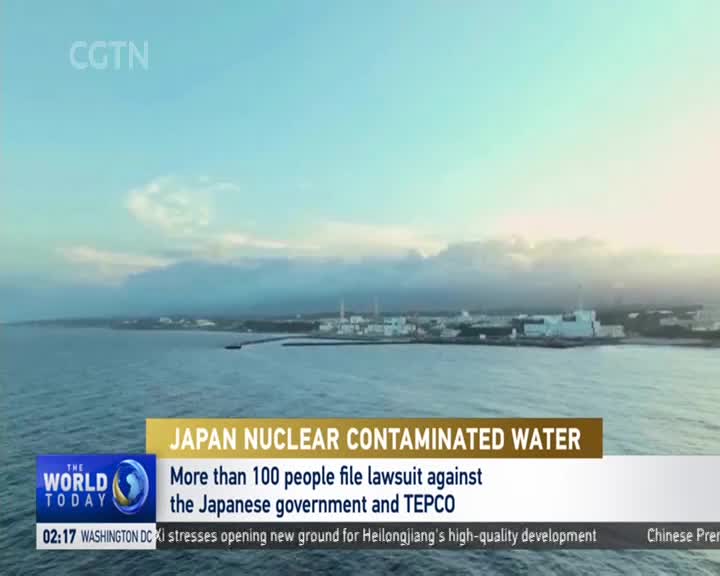 CGTN
JAPAN NUCLEAR CONTAMINATED WATER
THE
WORLD
TODAY
More than 100 people file lawsuit against
the Japanese government and TEPCO
02:17 WASHINGTON DC
Xi stresses opening new ground for Heilongjiang's high-quality development
Chinese